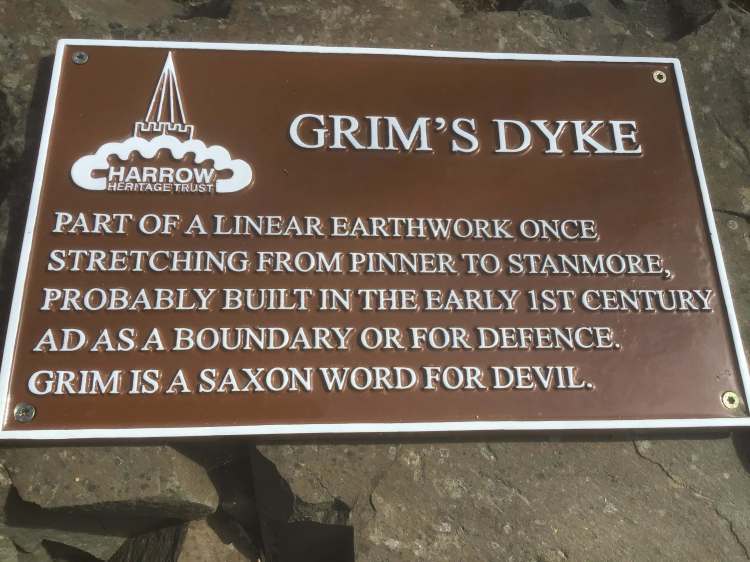 HARROW
HERITAGE TRUST
GRIM'S DYKE
PART OF A LINEAR EARTHWORK ONCE
STRETCHING FROM PINNER TO STANMORE,
PROBABLY BUILT IN THE EARLY 1ST CENTURY
AD AS A BOUNDARY OR FOR DEFENCE.
GRIM IS A SAXON WORD FOR DEVIL.